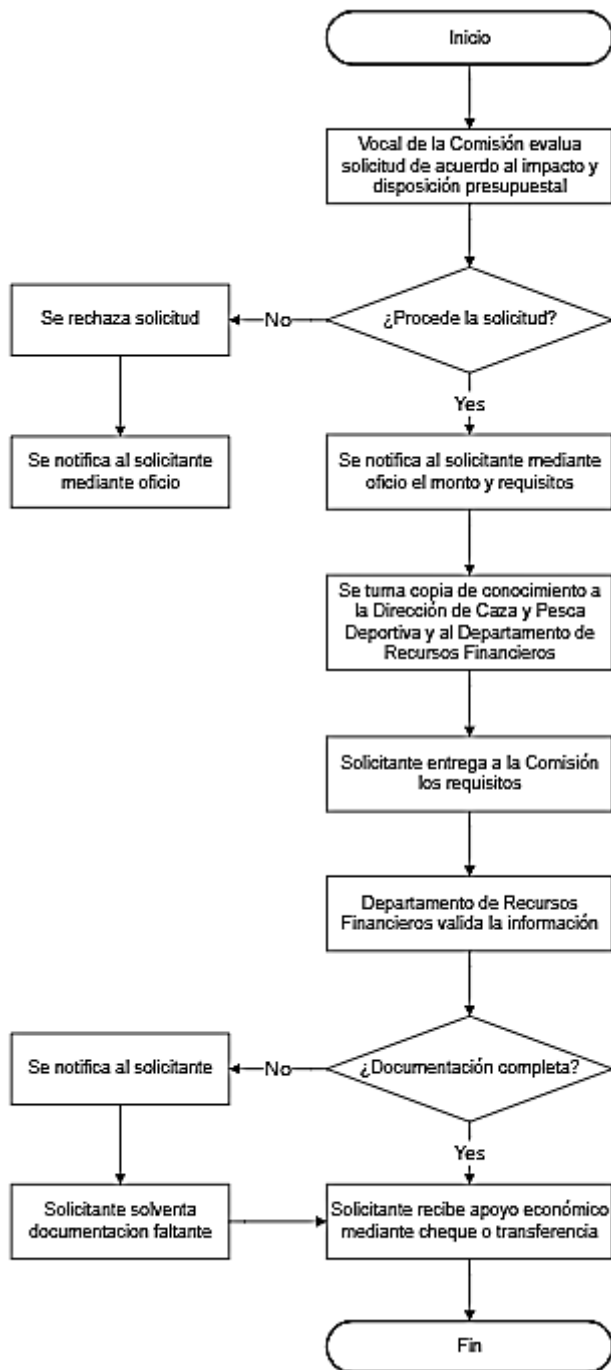 Inicio
Vocal de la Comisión evalua
solicitud de acuerdo al impacto y
disposición presupuestal
¿Procede la solicitud?
No
Se rechaza solicitud
Se notifica al solicitante
mediante oficio
Yes
Se notifica al solicitante mediante
oficio el monto y requisitos
Se turna copia de conocimiento a
la Dirección de Caza y Pesca
Deportiva y al Departamento de
Recursos Financieros
Solicitante entrega a la Comisión
los requisitos
Departamento de Recursos
Financieros valida la información
¿Documentación completa?
No
Se notifica al solicitante
Solicitante solventa
documentacion faltante
Yes
Solicitante recibe apoyo económico
mediante cheque o transferencia
Fin